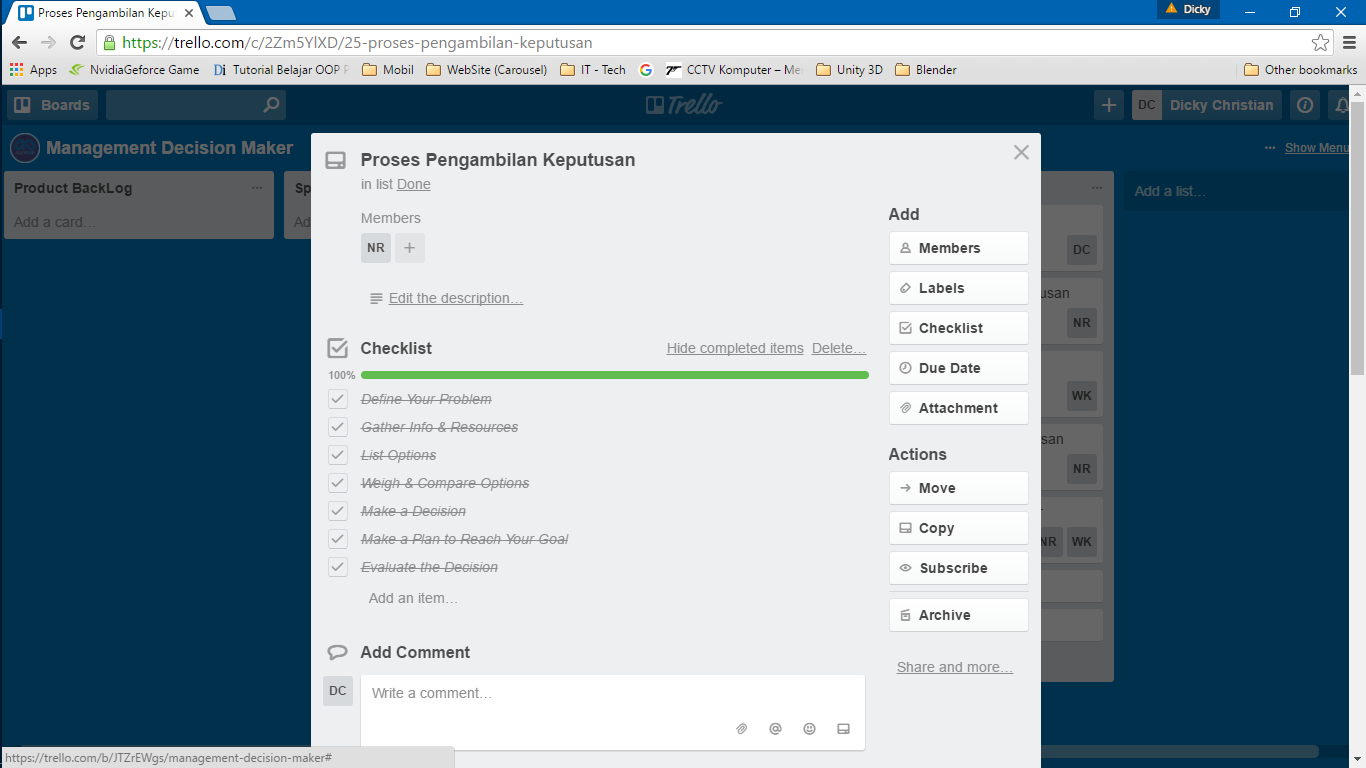 Proses Pengambilan Kepu
Dicky
https://trello.com/c/2Zm5YlXD/25-proses-pengambilan-keputusan
Apps NvidiaGeforce Game Tutorial Belajar OOP Mobil WebSite (Carousel) IT - Tech CCTV Komputer – Unity 3D Blender Other bookmarks
Boards Trello DC Dicky Christian
Management Decision Maker ... Show Menu
Product BackLog ...
Add a card…
Add a list…
Proses Pengambilan Keputusan
in list Done
Members
NR +
Edit the description…
Checklist Hide completed items Delete…
100%
Define Your Problem
Gather Info & Resources
List Options
Weigh & Compare Options
Make a Decision
Make a Plan to Reach Your Goal
Evaluate the Decision
Add an item…
Add Comment
DC Write a comment…
Add
Members
Labels
Checklist
Due Date
Attachment
Actions
Move
Copy
Subscribe
Archive
Share and more…
DC
NR
WK
NR
NR WK
https://trello.com/b/JTZrEWgs/management-decision-maker#